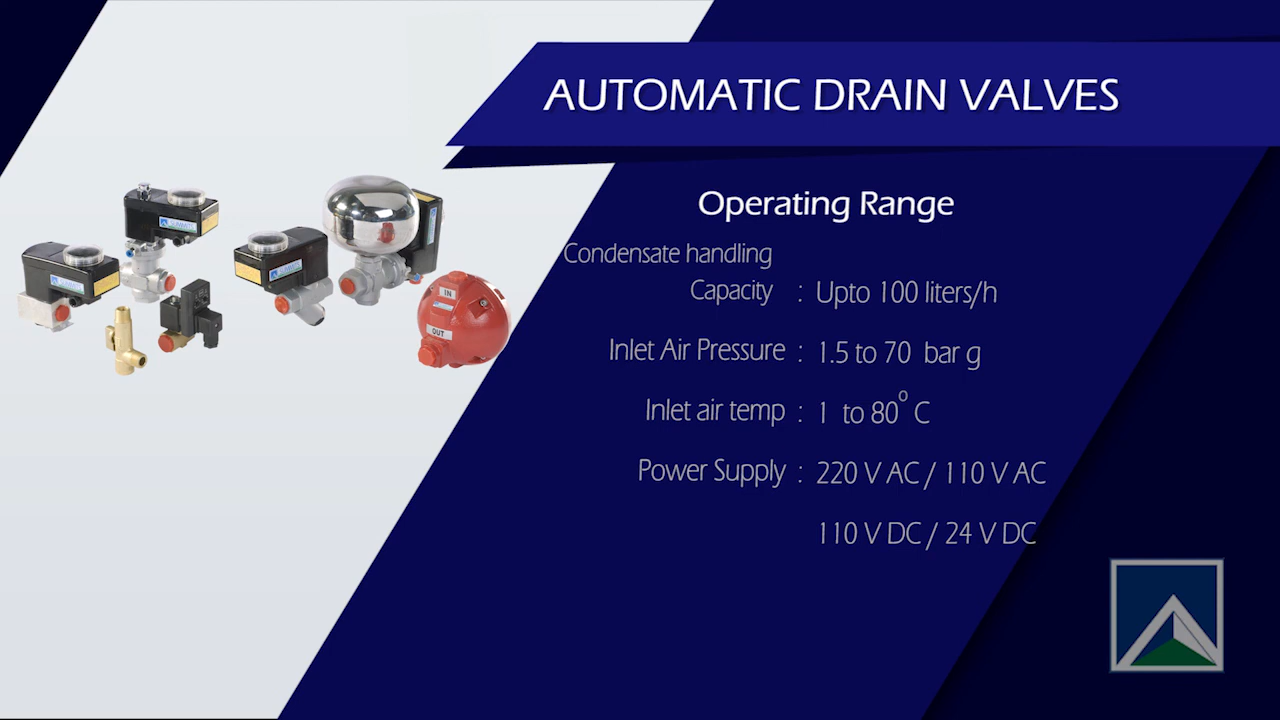 AUTOMATIC DRAIN VALVES
Operating Range
Condensate handling
Capacity : Upto 100 liters/h
Inlet Air Pressure : 1.5 to 70 bar g
Inlet air temp : 1 to 80° C
Power Supply : 220 V AC / 110 V AC
110 V DC / 24 V DC
IN
OUT